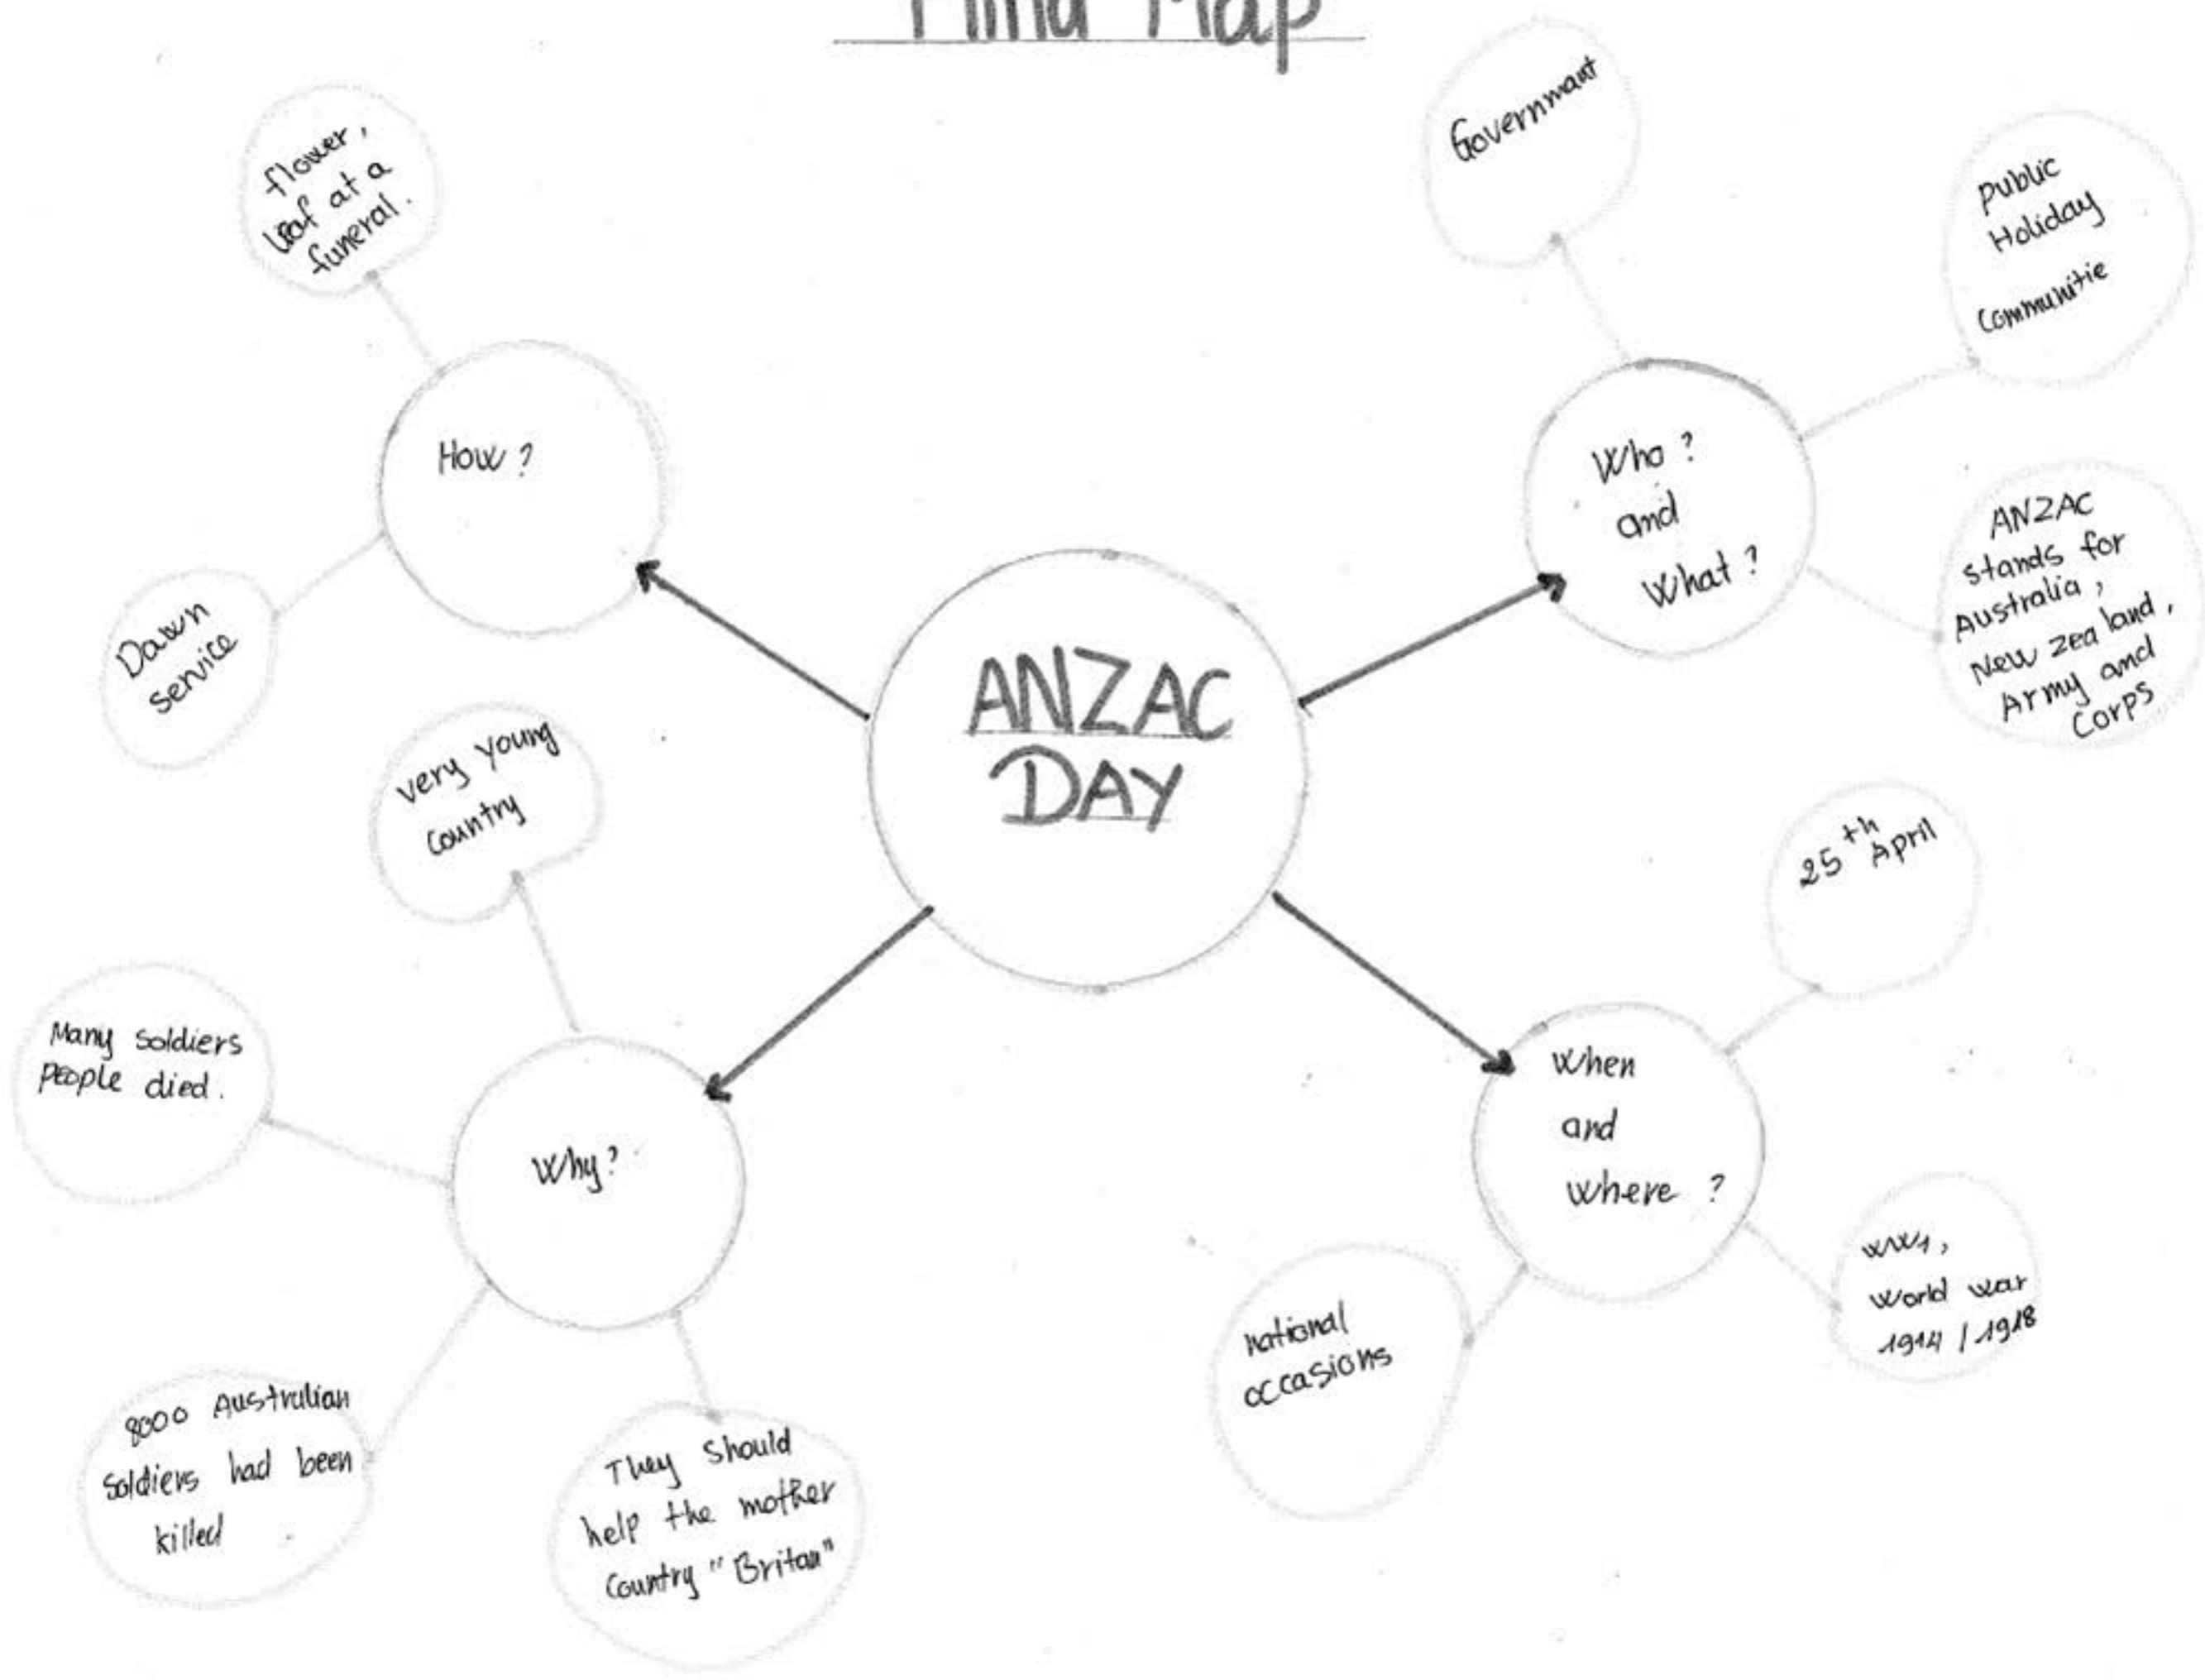 Mind Map
flower,
leaf at a
funeral.
How?
Dawn
service
Governmant
public
Holiday
Communitie
Who?
and
What?
ANZAC
stands for
Australia,
New Zealand,
Army and
Corps
ANZAC
DAY
very young
Country
Many soldiers
people died.
Why?
8000 Australian
Soldiers had been
killed
They should
help the mother
Country "Britan"
25th April
When
and
where ?
WW1,
World war
1914 / 1918
national
occasions